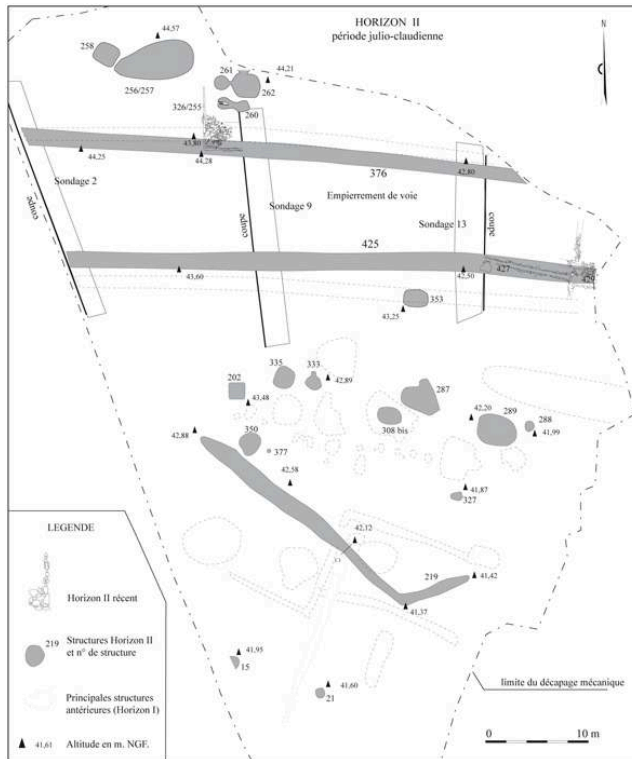 HORIZON II
période julio-claudienne
N
258
44,57
256/257
261
44,21
262
326/255
260
43,80
44,25
44,28
376
42,80
Sondage 2
Empierrement de voie
Sondage 9
Sondage 13
coupe
coupe
coupe
425
43,60
42,50
427
429
353
43,25
335
333
42,89
202
43,48
287
308 bis
42,20
289
288
41,99
350
42,88
377
42,58
41,87
327
42,12
219
41,42
41,37
41,95
15
41,60
21
LEGENDE
Horizon II récent
219
Structures Horizon II
et n° de structure
Principales structures
antérieures (Horizon I)
41,61
Altitude en m. NGF.
limite du décapage mécanique
0
10 m